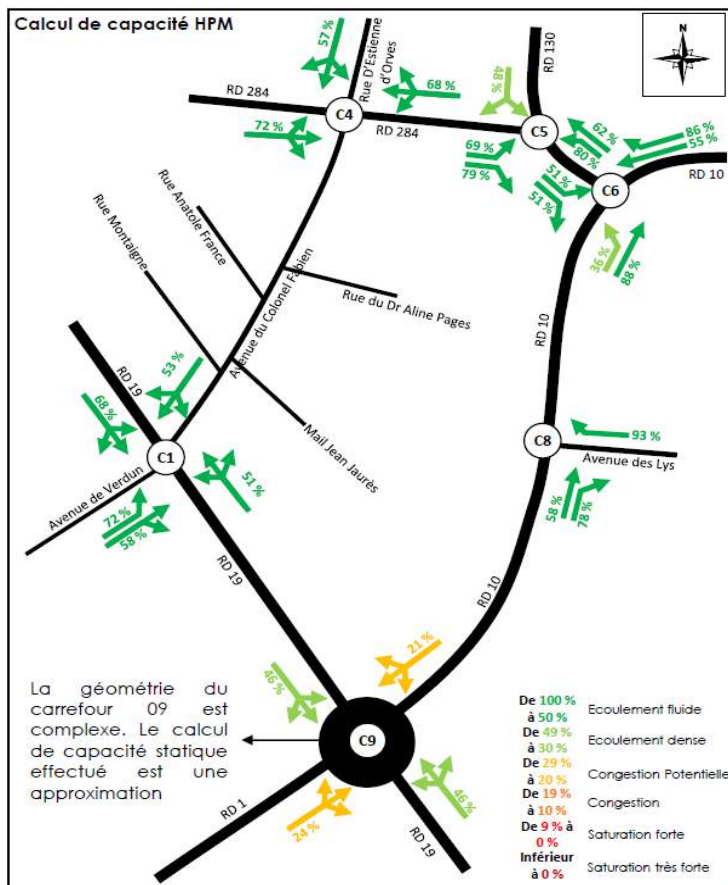 Calcul de capacité HPM
N
57 %
Rue D'Estienne
d'Orves
68 %
RD 284
C4
72 %
RD 284
RD 130
48 %
C5
62 %
80 %
86 %
55 %
69 %
79 %
51 %
51 %
C6
RD 10
36 %
88 %
Rue Anatole France
Rue Montaigne
Avenue du Colonel Fabien
Rue du Dr Aline Pages
RD 10
RD 19
53 %
68 %
Mail Jean Jaurès
C1
Avenue de Verdun
72 %
58 %
51 %
C8
93 %
Avenue des Lys
58 %
78 %
RD 19
RD 10
La géométrie du
carrefour 09 est
complexe. Le calcul
de capacité statique
effectué est une
approximation
46 %
21 %
C9
RD 1
24 %
46 %
RD 19
De 100 %
à 50 %
Ecoulement fluide
De 49 %
à 30 %
Ecoulement dense
De 29 %
à 20 %
Congestion Potentielle
De 19 %
à 10 %
Congestion
De 9 % à
0 %
Saturation forte
Inférieur
à 0 %
Saturation très forte